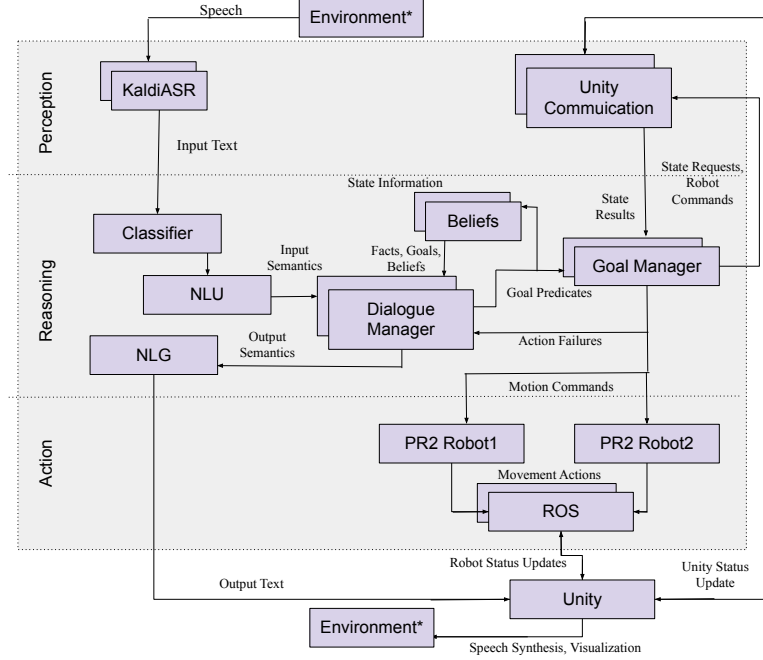 Speech
Environment*
Perception
KaldiASR
Unity
Commuication
Input Text
State Requests,
Robot
Commands
State Information
State
Results
Reasoning
Beliefs
Classifier
Input
Semantics
Facts, Goals,
Beliefs
Goal Manager
NLU
Goal Predicates
Dialogue
Manager
Output
Semantics
Action Failures
NLG
Motion Commands
Action
PR2 Robot1
PR2 Robot2
Movement Actions
ROS
Robot Status Updates
Unity Status
Update
Output Text
Unity
Environment*
Speech Synthesis, Visualization